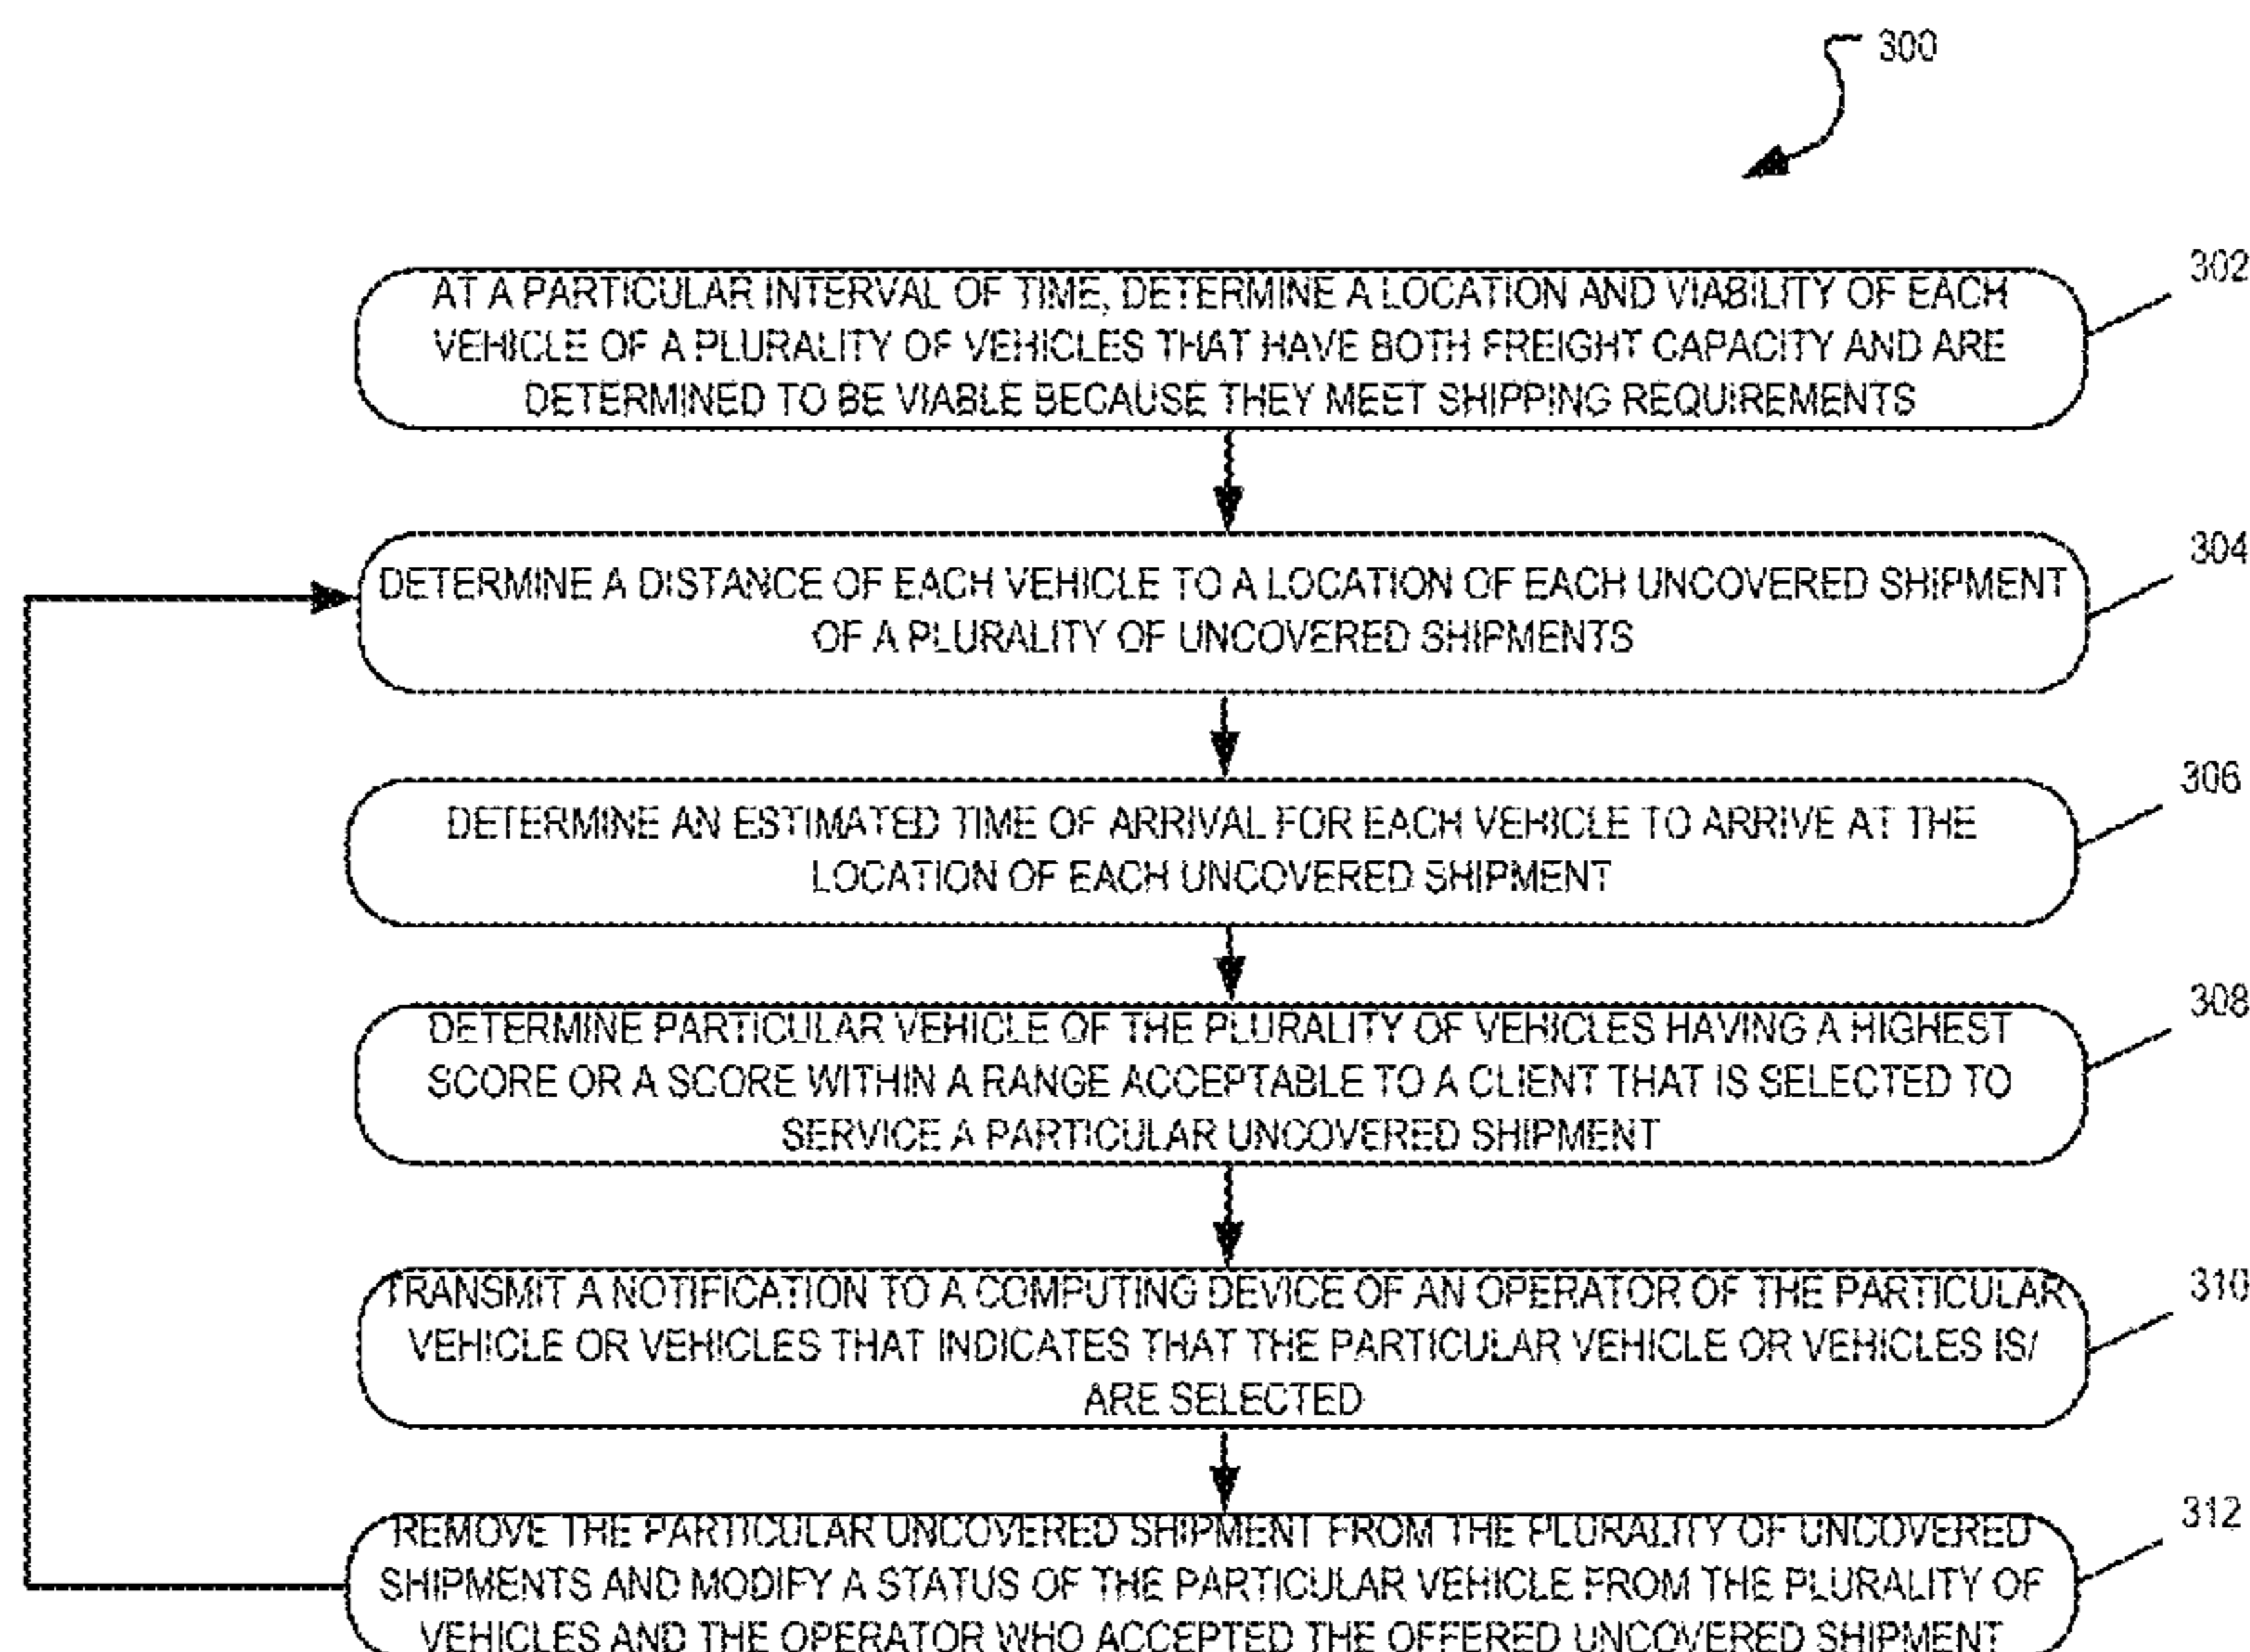 300
302
AT A PARTICULAR INTERVAL OF TIME, DETERMINE A LOCATION AND VIABILITY OF EACH
VEHICLE OF A PLURALITY OF VEHICLES THAT HAVE BOTH FREIGHT CAPACITY AND ARE
DETERMINED TO BE VIABLE BECAUSE THEY MEET SHIPPING REQUIREMENTS
304
DETERMINE A DISTANCE OF EACH VEHICLE TO A LOCATION OF EACH UNCOVERED SHIPMENT
OF A PLURALITY OF UNCOVERED SHIPMENTS
306
DETERMINE AN ESTIMATED TIME OF ARRIVAL FOR EACH VEHICLE TO ARRIVE AT THE
LOCATION OF EACH UNCOVERED SHIPMENT
308
DETERMINE PARTICULAR VEHICLE OF THE PLURALITY OF VEHICLES HAVING A HIGHEST
SCORE OR A SCORE WITHIN A RANGE ACCEPTABLE TO A CLIENT THAT IS SELECTED TO
SERVICE A PARTICULAR UNCOVERED SHIPMENT
310
TRANSMIT A NOTIFICATION TO A COMPUTING DEVICE OF AN OPERATOR OF THE PARTICULAR
VEHICLE OR VEHICLES THAT INDICATES THAT THE PARTICULAR VEHICLE OR VEHICLES IS/
ARE SELECTED
312
REMOVE THE PARTICULAR UNCOVERED SHIPMENT FROM THE PLURALITY OF UNCOVERED
SHIPMENTS AND MODIFY A STATUS OF THE PARTICULAR VEHICLE FROM THE PLURALITY OF
VEHICLES AND THE OPERATOR WHO ACCEPTED THE OFFERED UNCOVERED SHIPMENT